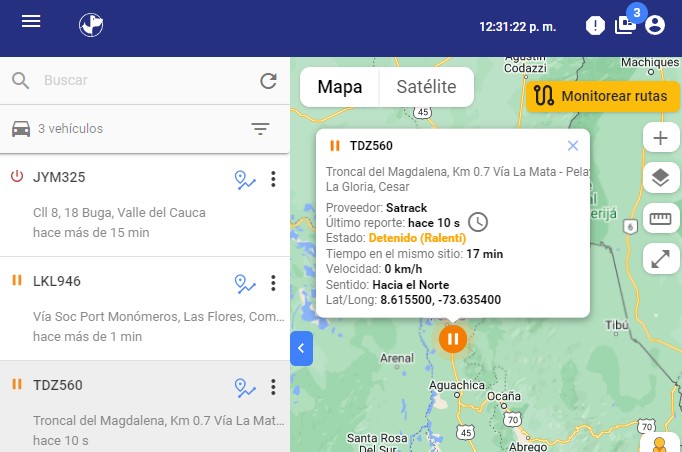 12:31:22 p. m.
3
Buscar
3 vehículos
JYM325
Cll 8, 18 Buga, Valle del Cauca
hace más de 15 min
LKL946
Vía Soc Port Monómeros, Las Flores, Com...
hace más de 1 min
TDZ560
Troncal del Magdalena, Km 0.7 Vía La Mat...
hace 10 s
Mapa
Satélite
Agustín
Codazzi
Machiques
Monitorear rutas
45
TDZ560
Troncal del Magdalena, Km 0.7 Vía La Mata - Pela
La Gloria, Cesar
Proveedor: Satrack
Último reporte: hace 10 s
Estado: Detenido (Ralentí)
Tiempo en el mismo sitio: 17 min
Velocidad: 0 km/h
Sentido: Hacia el Norte
Lat/Long: 8.615500, -73.635400
6
Perijá
Tibú
Arenal
Aguachica
Ocaña
70
70
45
Santa Rosa
Del Sur
Abrego